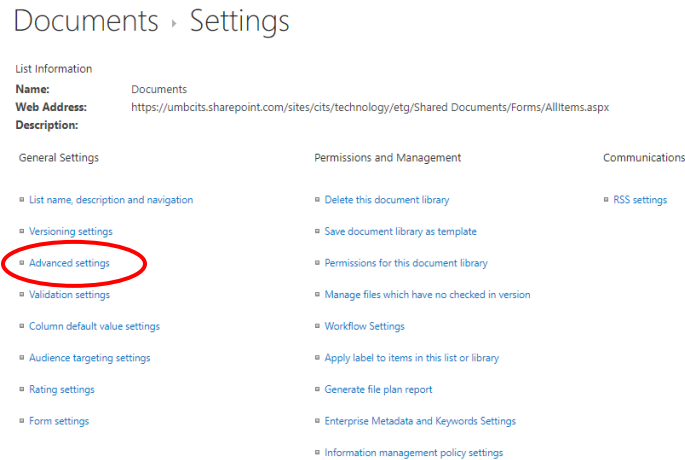 Documents ▸ Settings
List Information
Name: Documents
Web Address: https://umbcits.sharepoint.com/sites/cits/technology/etg/Shared Documents/Forms/AllItems.aspx
Description:
General Settings
List name, description and navigation
Versioning settings
Advanced settings
Validation settings
Column default value settings
Audience targeting settings
Rating settings
Form settings
Permissions and Management
Delete this document library
Save document library as template
Permissions for this document library
Manage files which have no checked in version
Workflow Settings
Apply label to items in this list or library
Generate file plan report
Enterprise Metadata and Keywords Settings
Information management policy settings
Communications
RSS settings